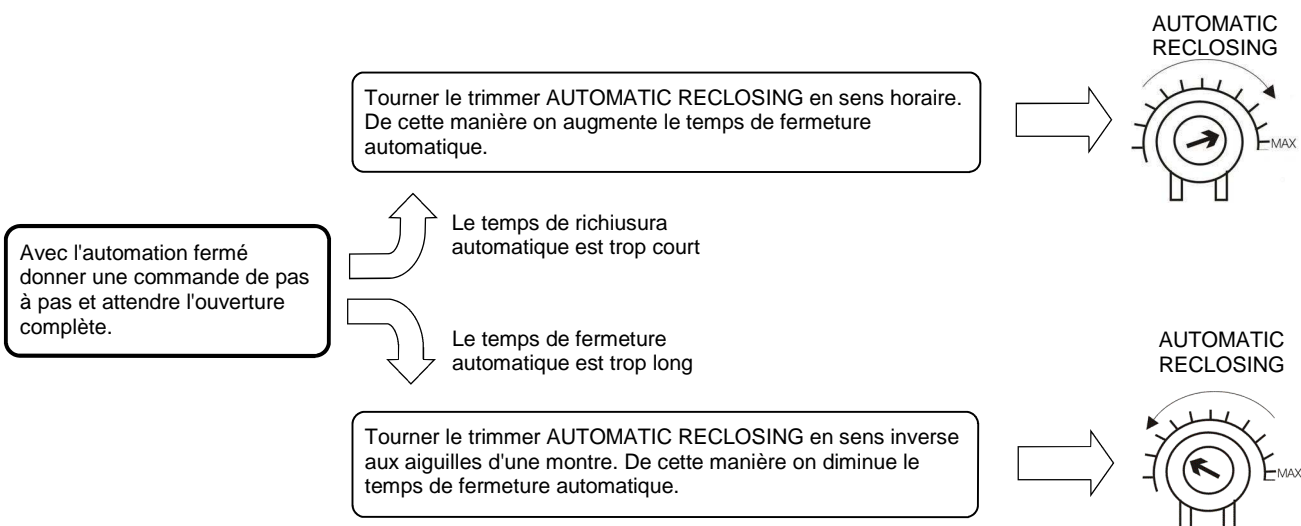 AUTOMATIC
RECLOSING
Tourner le trimmer AUTOMATIC RECLOSING en sens horaire.
De cette manière on augmente le temps de fermeture
automatique.
MAX
Le temps de richiusura
automatique est trop court
Avec l'automation fermé
donner une commande de pas
à pas et attendre l'ouverture
complète.
Le temps de fermeture
automatique est trop long
AUTOMATIC
RECLOSING
Tourner le trimmer AUTOMATIC RECLOSING en sens inverse
aux aiguilles d'une montre. De cette manière on diminue le
temps de fermeture automatique.
MAX